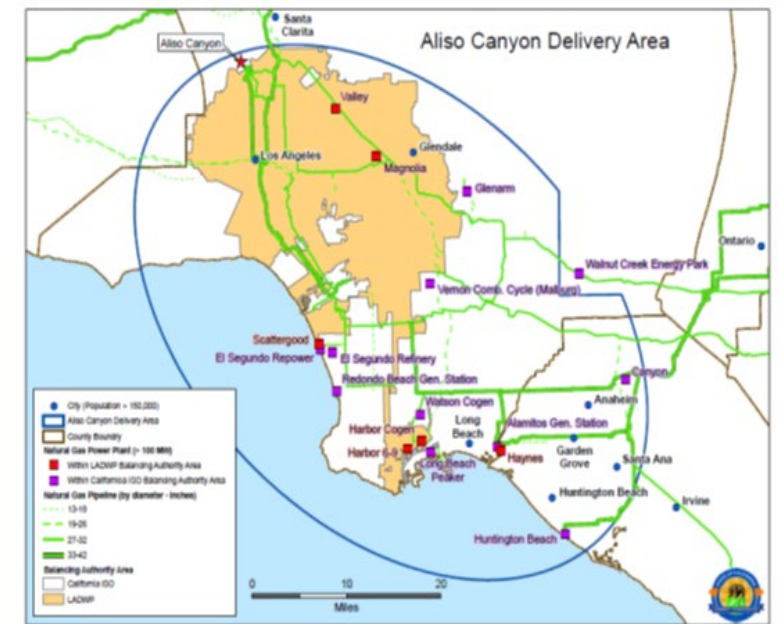 Aliso Canyon Delivery Area
Santa
Clarita
Aliso Canyon
Valley
Los Angeles
Glendale
Magnolia
Glenarm
Ontario
Walnut Creek Energy Park
Vernon Comb. Cycle (Malburg)
Scattergood
El Segundo Repower
El Segundo Refinery
Redondo Beach Gen. Station
Canyon
Watson Cogen
Anaheim
Harbor Cogen
Long
Beach
Alamitos Gen. Station
Harbor 6-9
Long Beach
Peaker
Haynes
Garden
Grove
Santa Ana
Huntington Beach
Irvine
Huntington Beach
City (Population > 150,000)
Aliso Canyon Delivery Area
County Boundary
Natural Gas Power Plant (> 100 MW)
Within LADWP Balancing Authority Area
Within California ISO Balancing Authority Area
Natural Gas Pipeline (by diameter - inches)
13-18
19-26
27-32
33-42
Balancing Authority Area
California ISO
LADWP
0 10 20
Miles